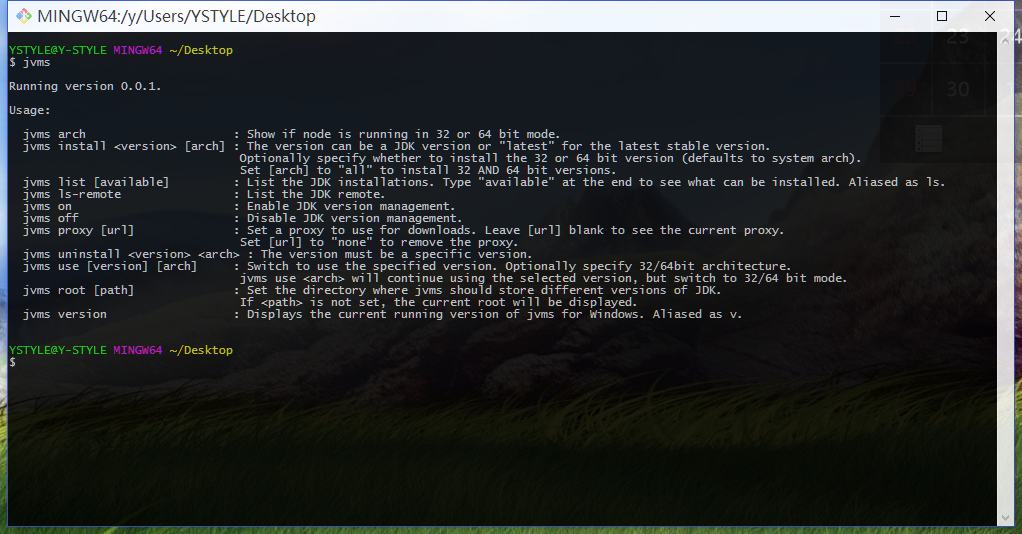 MINGW64:/y/Users/YSTYLE/Desktop
YSTYLE@Y-STYLE MINGW64 ~/Desktop
$ jvms
Running version 0.0.1.
Usage:
jvms arch : Show if node is running in 32 or 64 bit mode.
jvms install <version> [arch] : The version can be a JDK version or "latest" for the latest stable version.
Optionally specify whether to install the 32 or 64 bit version (defaults to system arch).
Set [arch] to "all" to install 32 AND 64 bit versions.
jvms list [available] : List the JDK installations. Type "available" at the end to see what can be installed. Aliased as ls.
jvms ls-remote : List the JDK remote.
jvms on : Enable JDK version management.
jvms off : Disable JDK version management.
jvms proxy [url] : Set a proxy to use for downloads. Leave [url] blank to see the current proxy.
Set [url] to "none" to remove the proxy.
jvms uninstall <version> <arch> : The version must be a specific version.
jvms use [version] [arch] : Switch to use the specified version. Optionally specify 32/64bit architecture.
jvms use <arch> will continue using the selected version, but switch to 32/64 bit mode.
jvms root [path] : Set the directory where jvms should store different versions of JDK.
If <path> is not set, the current root will be displayed.
jvms version : Displays the current running version of jvms for Windows. Aliased as v.
YSTYLE@Y-STYLE MINGW64 ~/Desktop
$
23 24
30